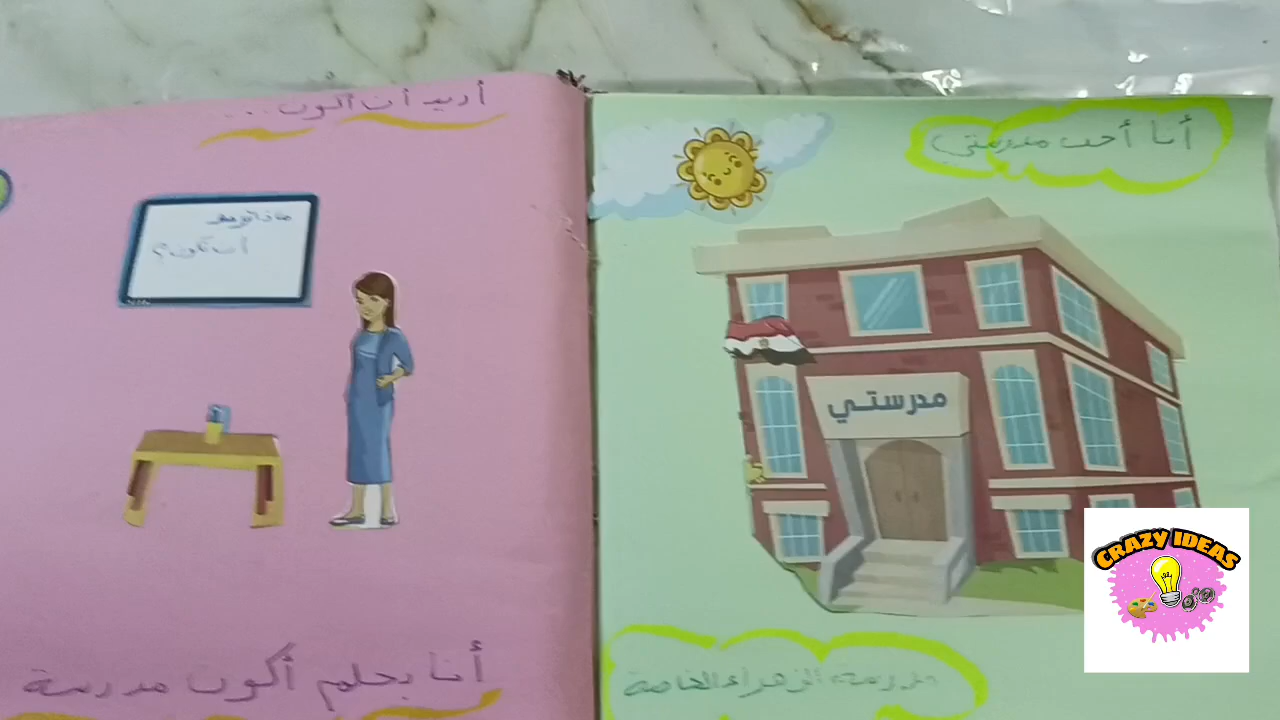 أنا أحب مدرستي
مدرستي
مدرسة الزهراء الخاصة
أريد أن أكون...
ماذا تريد
أن تكون؟
أنا بحلم أكون مدرسة
CRAZY IDEAS